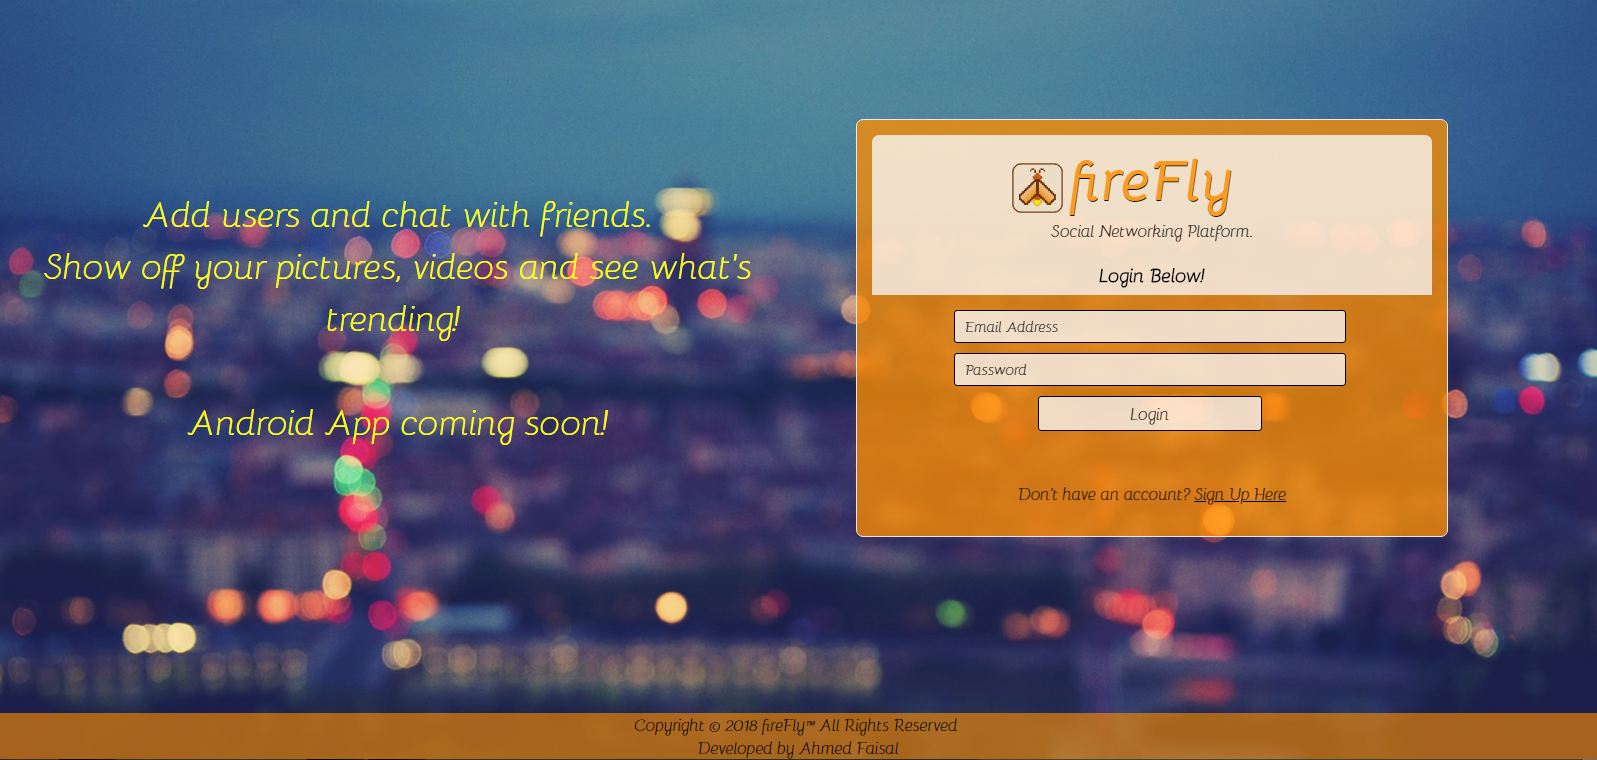 Add users and chat with friends.
Show off your pictures, videos and see what's
trending!
Android App coming soon!
fireFly
Social Networking Platform.
Login Below!
Email Address
Password
Login
Don't have an account? Sign Up Here
Copyright © 2018 fireFly™ All Rights Reserved
Developed by Ahmed Faisal